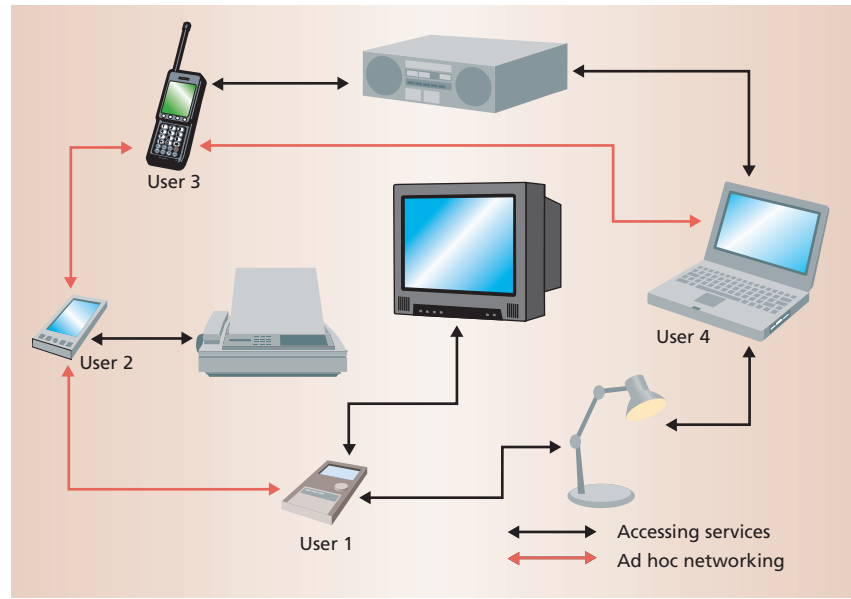 User 3
User 4
User 2
User 1
Accessing services
Ad hoc networking